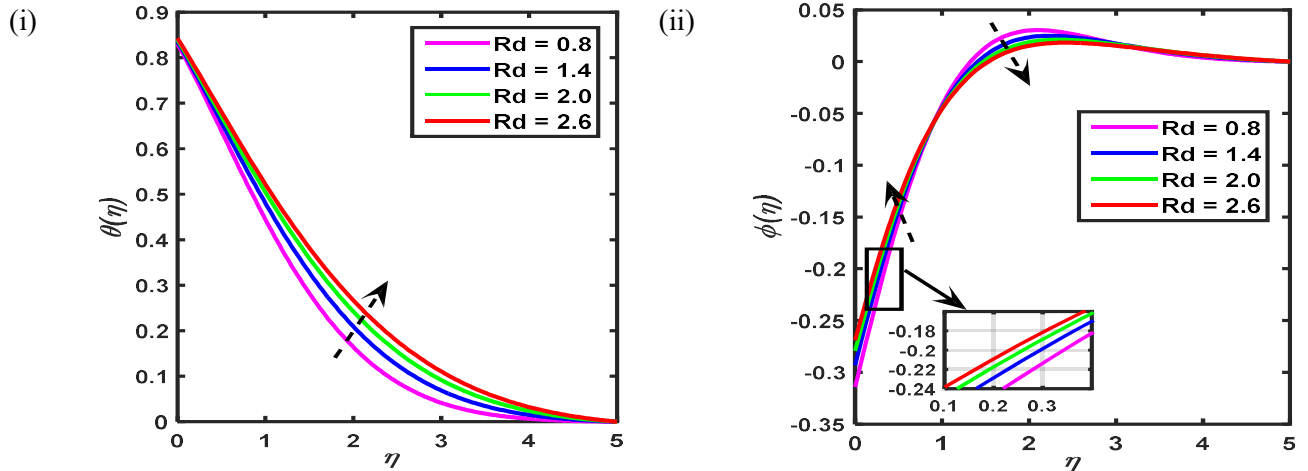 (i)
0.9
0.8
0.7
0.6
0.5
0.4
0.3
0.2
0.1
0
θ(η)
Rd = 0.8
Rd = 1.4
Rd = 2.0
Rd = 2.6
0 1 2 3 4 5
η
(ii)
0.05
0
-0.05
-0.1
-0.15
-0.2
-0.25
-0.3
-0.35
ϕ(η)
Rd = 0.8
Rd = 1.4
Rd = 2.0
Rd = 2.6
-0.18
-0.2
-0.22
-0.24
0.1 0.2 0.3
0 1 2 3 4 5
η